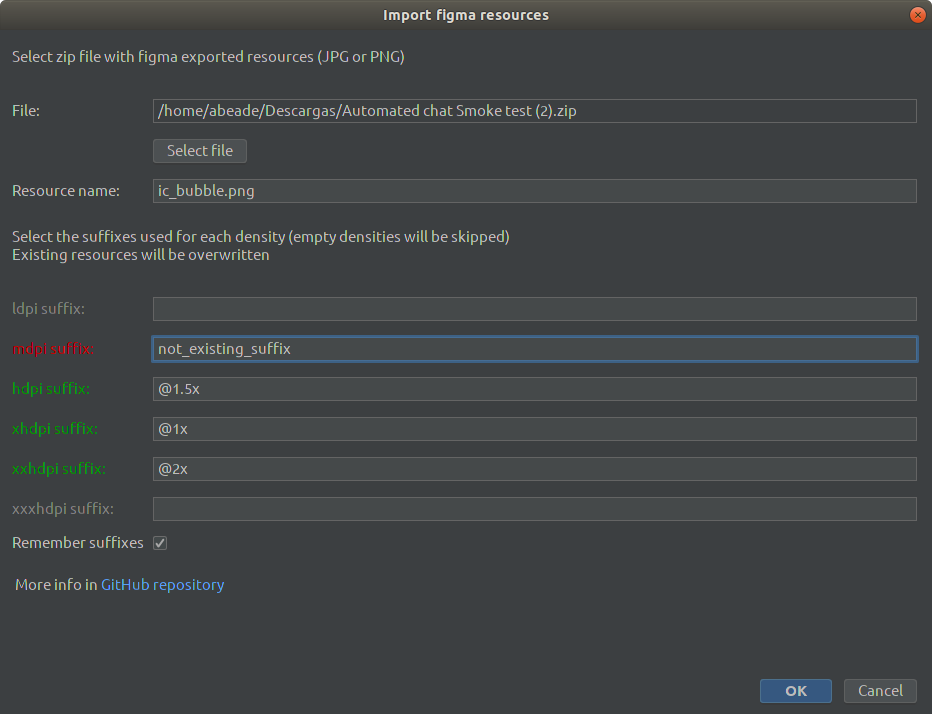 Import figma resources
Select zip file with figma exported resources (JPG or PNG)
File: /home/abeade/Descargas/Automated chat Smoke test (2).zip
Select file
Resource name: ic_bubble.png
Select the suffixes used for each density (empty densities will be skipped)
Existing resources will be overwritten
ldpi suffix:
mdpi suffix: not_existing_suffix
hdpi suffix: @1.5x
xhdpi suffix: @1x
xxhdpi suffix: @2x
xxxhdpi suffix:
Remember suffixes
More info in GitHub repository
OK Cancel